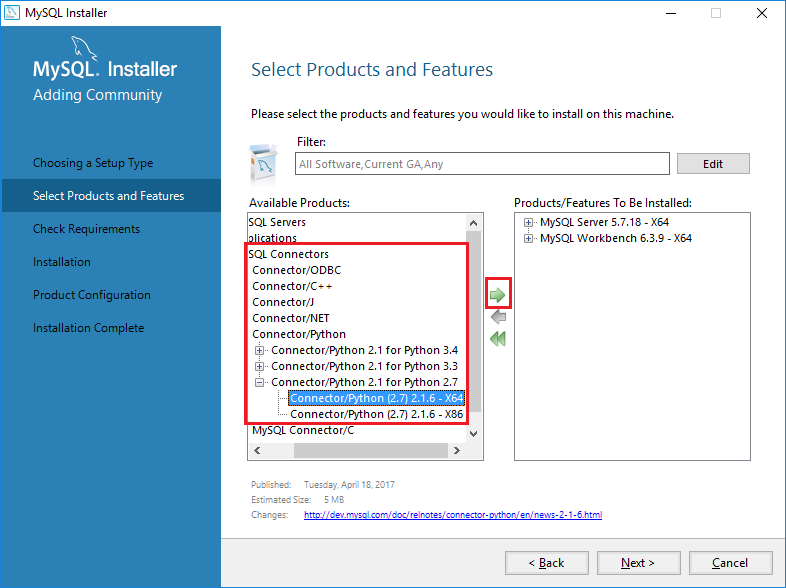 MySQL Installer
MySQL. Installer
Adding Community
Choosing a Setup Type
Select Products and Features
Check Requirements
Installation
Product Configuration
Installation Complete
Select Products and Features
Please select the products and features you would like to install on this machine.
Filter:
All Software,Current GA,Any
Edit
Available Products:
SQL Servers
plications
SQL Connectors
Connector/ODBC
Connector/C++
Connector/J
Connector/NET
Connector/Python
Connector/Python 2.1 for Python 3.4
Connector/Python 2.1 for Python 3.3
Connector/Python 2.1 for Python 2.7
Connector/Python (2.7) 2.1.6 - X64
Connector/Python (2.7) 2.1.6 - X86
MySQL Connector/C
Products/Features To Be Installed:
MySQL Server 5.7.18 - X64
MySQL Workbench 6.3.9 - X64
Published: Tuesday, April 18, 2017
Estimated Size: 5 MB
Changes: http://dev.mysql.com/doc/relnotes/connector-python/en/news-2-1-6.html
< Back
Next >
Cancel